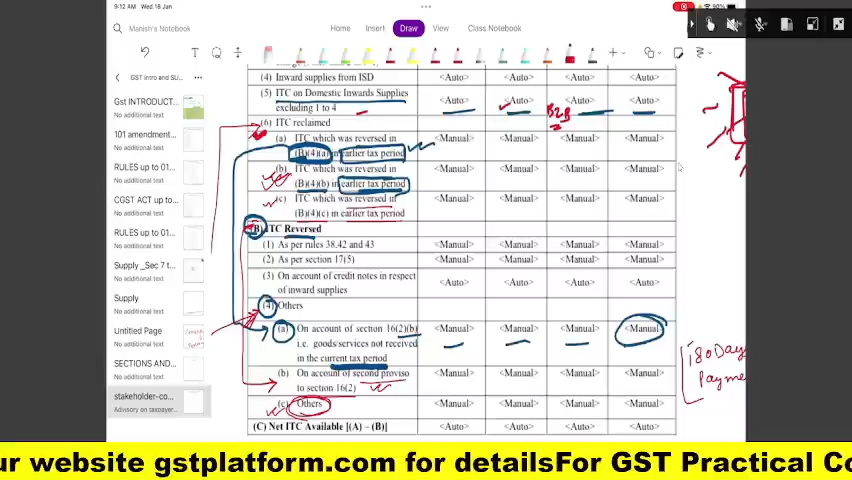 9:12 AM Wed 18 Jan
90%
Manish's Notebook
Home Insert Draw View Class Notebook
GST intro and SU...
Gst INTRODUCT...
No additional text
101 amendment...
No additional text
RULES up to 01...
No additional text
CGST ACT up to...
No additional text
RULES up to 01...
No additional text
Supply _Sec 7 t...
No additional text
Supply
No additional text
Untitled Page
No additional text
SECTIONS AND...
No additional text
stakeholder-co...
Advisory on taxpayer...
(4) Inward supplies from ISD <Auto> <Auto> <Auto> <Auto>
(5) ITC on Domestic Inwards Supplies
excluding 1 to 4 <Auto> <Auto> <Auto> <Auto>
B2B
(6) ITC reclaimed
(a) ITC which was reversed in
(B)(4)(a) in earlier tax period <Manual> <Manual> <Manual> <Manual>
(b) ITC which was reversed in
(B)(4)(b) in earlier tax period <Manual> <Manual> <Manual> <Manual>
(c) ITC which was reversed in
(B)(4)(c) in earlier tax period <Manual> <Manual> <Manual> <Manual>
(B) ITC Reversed
(1) As per rules 38.42 and 43 <Manual> <Manual> <Manual> <Manual>
(2) As per section 17(5) <Manual> <Manual> <Manual> <Manual>
(3) On account of credit notes in respect
of inward supplies <Auto> <Auto> <Auto> <Auto>
(4) Others
(a) On account of section 16(2)(b)
i.e. goods/services not received
in the current tax period <Manual> <Manual> <Manual> <Manual>
(b) On account of second proviso
to section 16(2) <Manual> <Manual> <Manual> <Manual>
(c) Others <Manual> <Manual> <Manual> <Manual>
(C) Net ITC Available [(A) – (B)] <Auto> <Auto> <Auto> <Auto>
180 Days
Payme
ur website gstplatform.com for detailsFor GST Practical Co